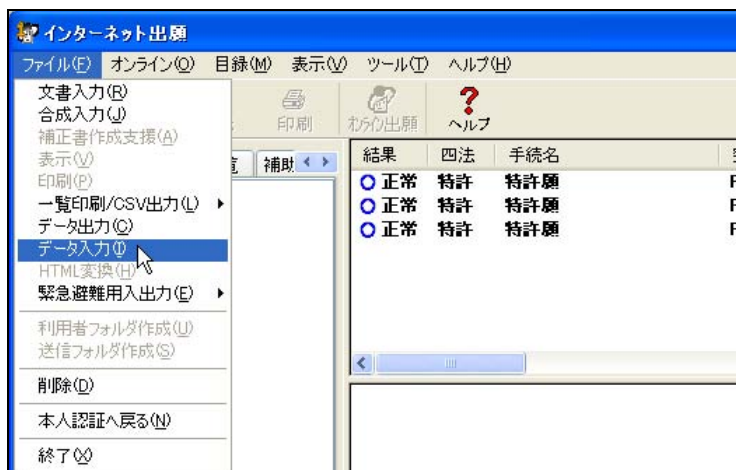 インターネット出願
ファイル(F) オンライン(O) 目録(M) 表示(V) ツール(T) ヘルプ(H)
文書入力(R)
合成入力(J)
補正書作成支援(A)
表示(V)
印刷(P)
一覧印刷/CSV出力(L)
データ出力(C)
データ入力(I)
HTML変換(H)
緊急避難用入出力(E)
利用者フォルダ作成(U)
送信フォルダ作成(S)
削除(D)
本人認証へ戻る(N)
終了(X)
印刷 オンライン出願 ヘルプ
補助
結果 四法 手続名
正常 特許 特許願
正常 特許 特許願
正常 特許 特許願